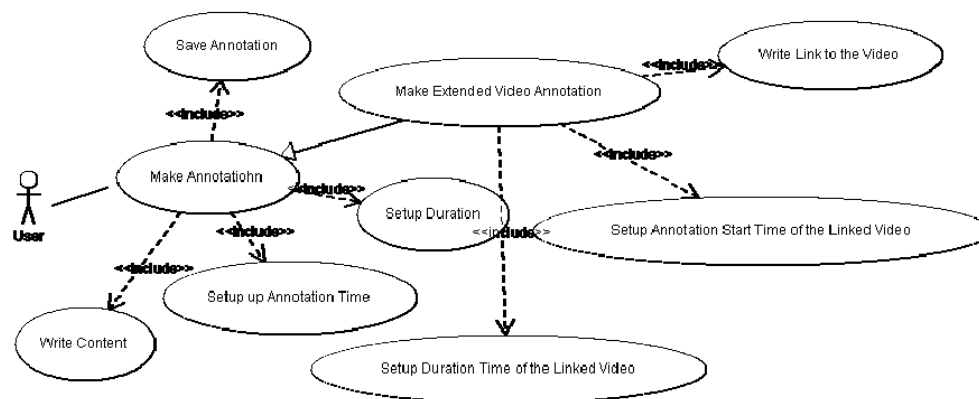 Save Annotation
Write Link to the Video
<<include>>
Make Extended Video Annotation
<<include>>
<<include>>
Make Annotatiohn
<<include>>
Setup Duration
User
<<include>>
<<include>>
Setup Annotation Start Time of the Linked Video
<<include>>
Setup up Annotation Time
Write Content
Setup Duration Time of the Linked Video